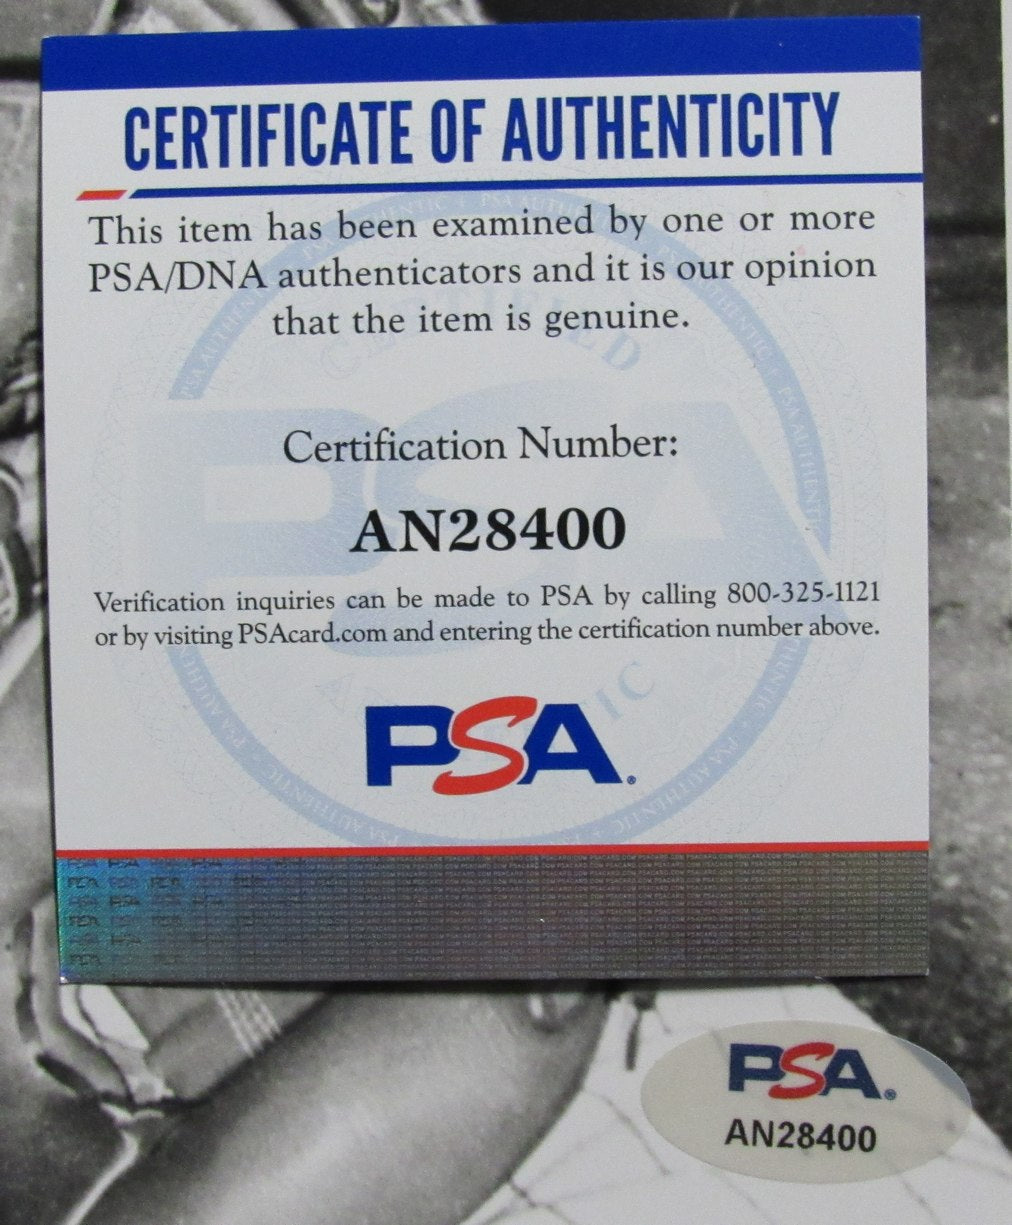 CERTIFICATE OF AUTHENTICITY
This item has been examined by one or more
PSA/DNA authenticators and it is our opinion
that the item is genuine.
CERTIFIED
PSA
Certification Number:
AN28400
Verification inquiries can be made to PSA by calling 800-325-1121
or by visiting PSAcard.com and entering the certification number above.
PSA®
PSA®
AN28400